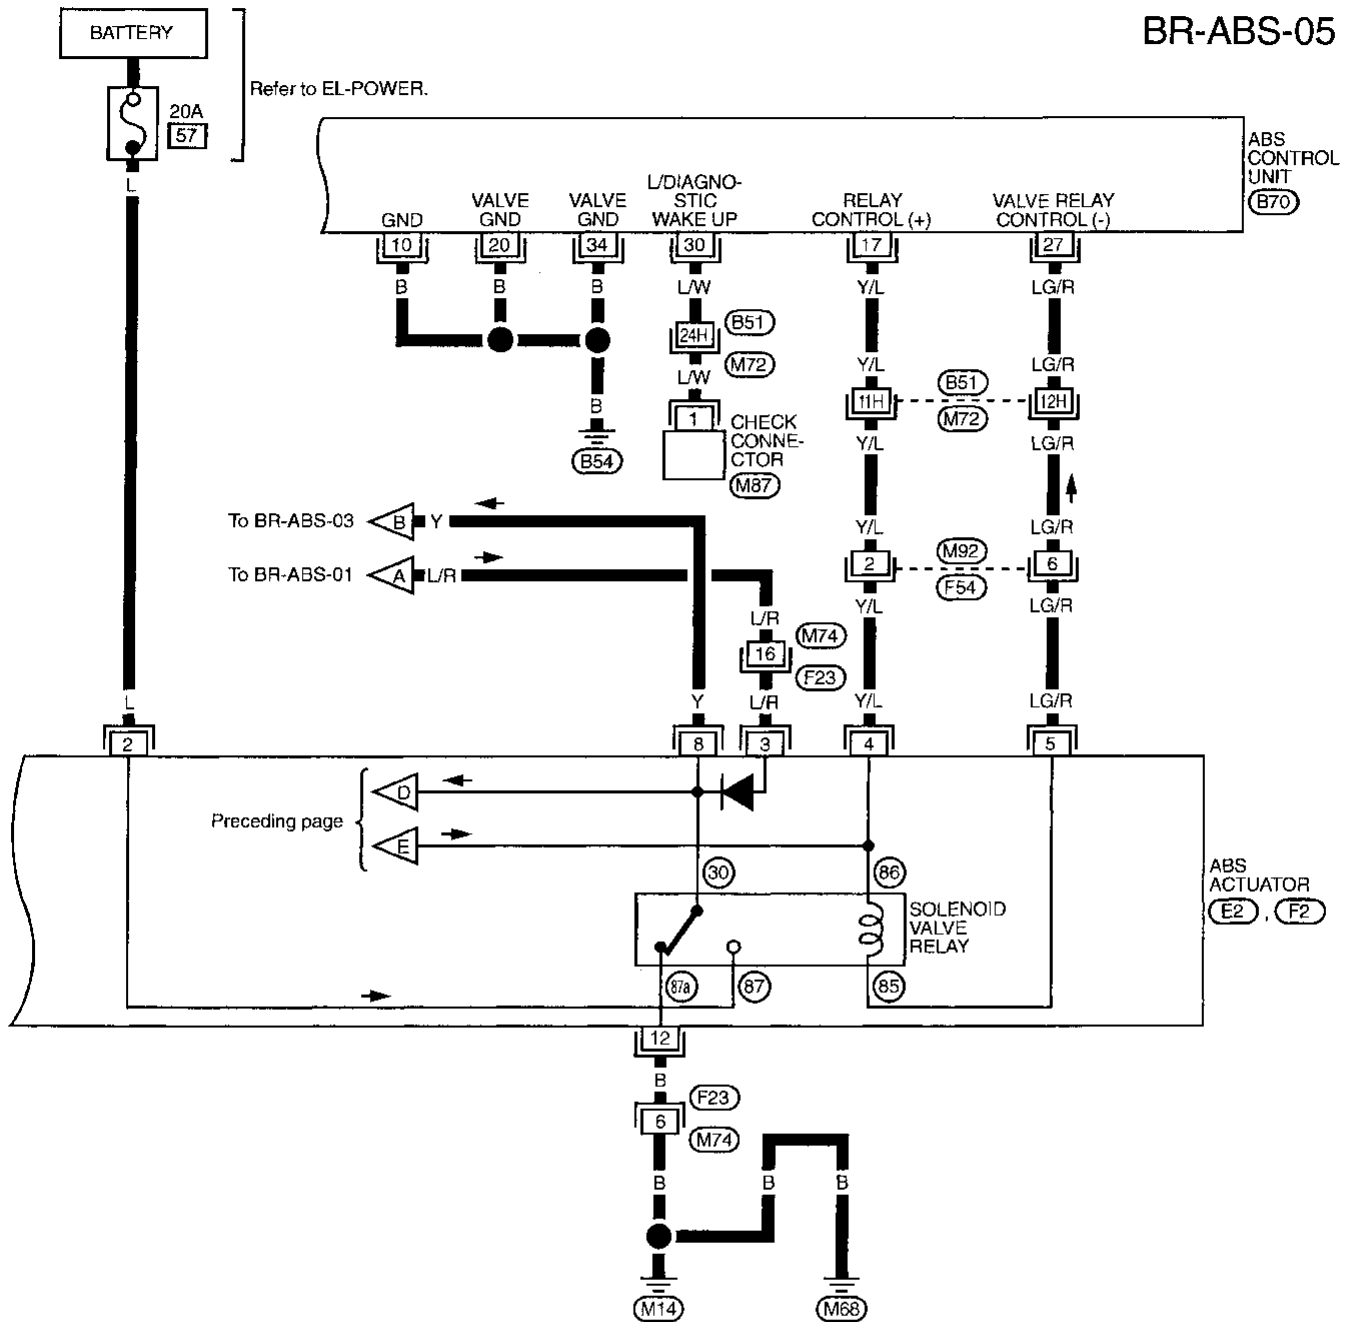 BR-ABS-05
BATTERY
Refer to EL-POWER.
20A
57
L
ABS
CONTROL
UNIT
B70
GND
VALVE
GND
VALVE
GND
L/DIAGNO-
STIC
WAKE UP
RELAY
CONTROL (+)
VALVE RELAY
CONTROL (-)
10 20 34 30 17 27
B B B L/W Y/L LG/R
24H
B51
M72
L/W
Y/L LG/R
11H
B51
M72
12H
Y/L LG/R
B
B54
1
CHECK
CONNE-
CTOR
M87
To BR-ABS-03
B
Y
To BR-ABS-01
A
L/R
Y/L LG/R
2
M92
F54
6
Y/L LG/R
L/R
16
M74
F23
L Y L/R Y/L LG/R
2 8 3 4 5
Preceding page
D
E
30
86
SOLENOID
VALVE
RELAY
87a
87
85
ABS
ACTUATOR
E2 , F2
12
B
6
F23
M74
B B B
M14
M68